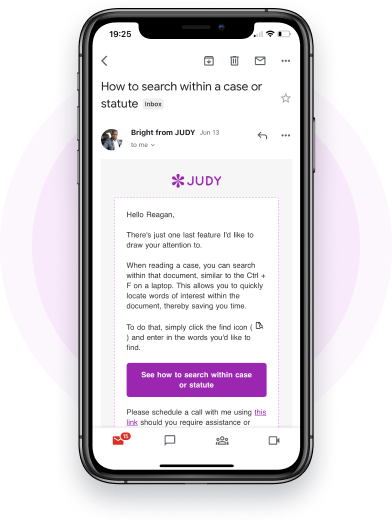 19:25
How to search within a case or
statute Inbox
Bright from JUDY Jun 13
to me
JUDY
Hello Reagan,
There's just one last feature I'd like to
draw your attention to.
When reading a case, you can search
within that document, similar to the Ctrl +
F on a laptop. This allows you to quickly
locate words of interest within the
document, thereby saving you time.
To do that, simply click the find icon (
) and enter in the words you'd like to
find.
See how to search within case
or statute
Please schedule a call with me using this
link should you require assistance or
15